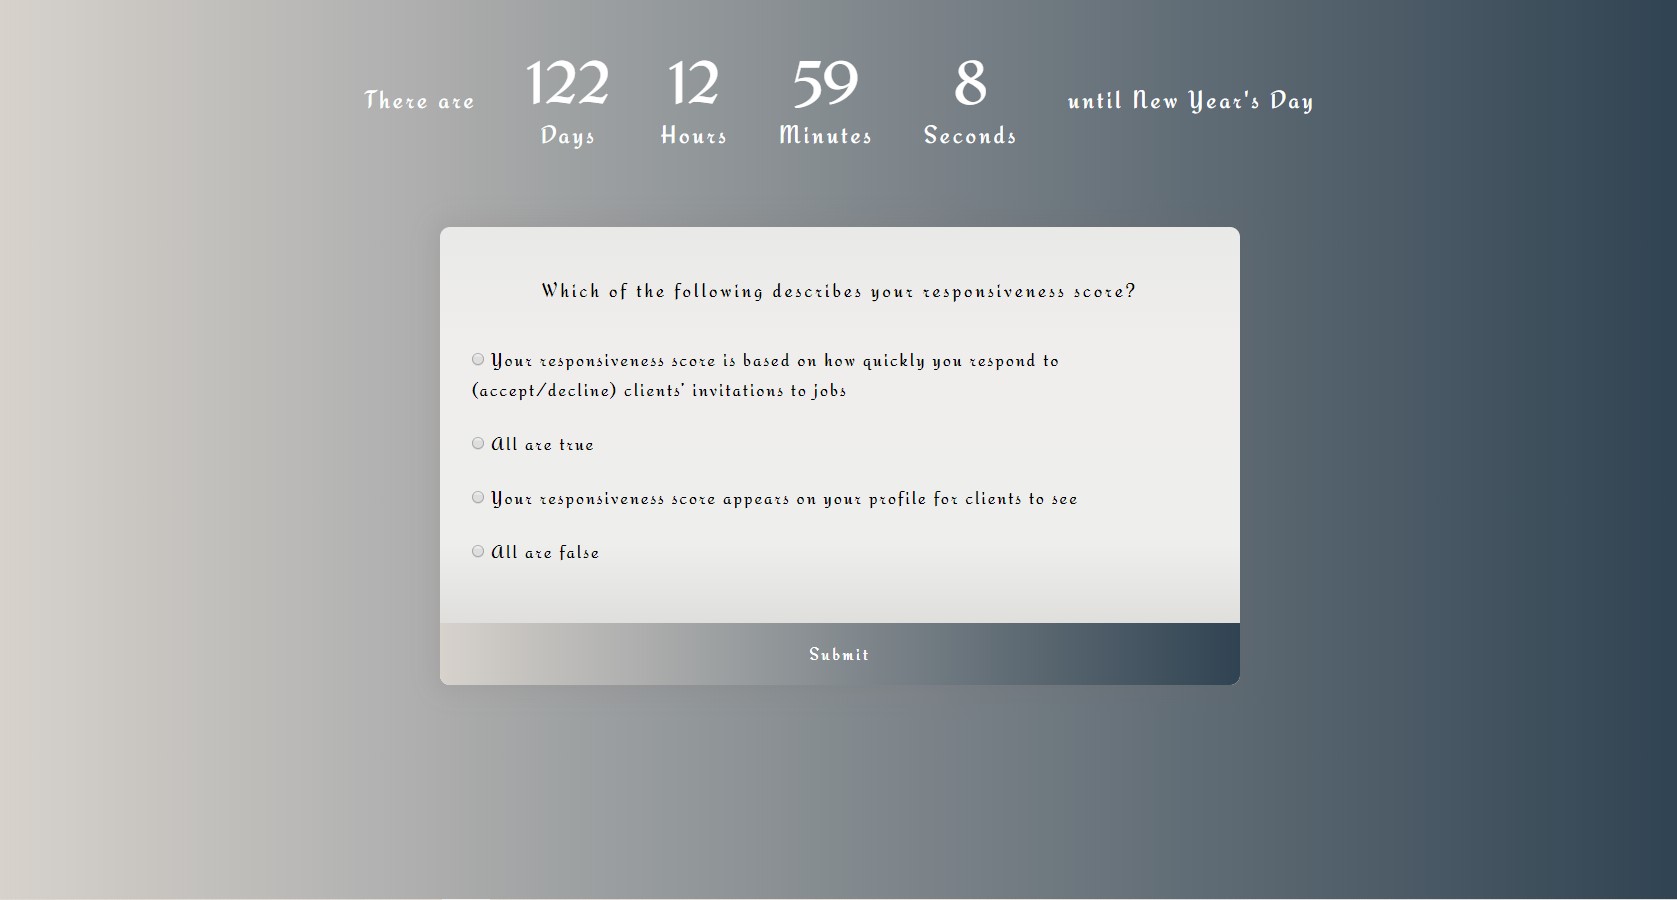 There are 122 Days 12 Hours 59 Minutes 8 Seconds until New Year's Day
Which of the following describes your responsiveness score?
Your responsiveness score is based on how quickly you respond to
(accept/decline) clients' invitations to jobs
All are true
Your responsiveness score appears on your profile for clients to see
All are false
Submit